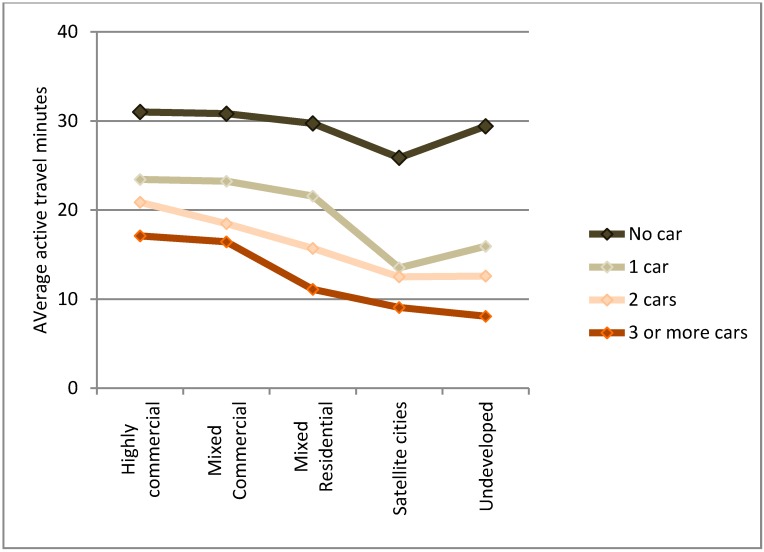 40
30
20
10
0
AVerage active travel minutes
Highly
commercial
Mixed
Commercial
Mixed
Residential
Satellite cities
Undeveloped
No car
1 car
2 cars
3 or more cars